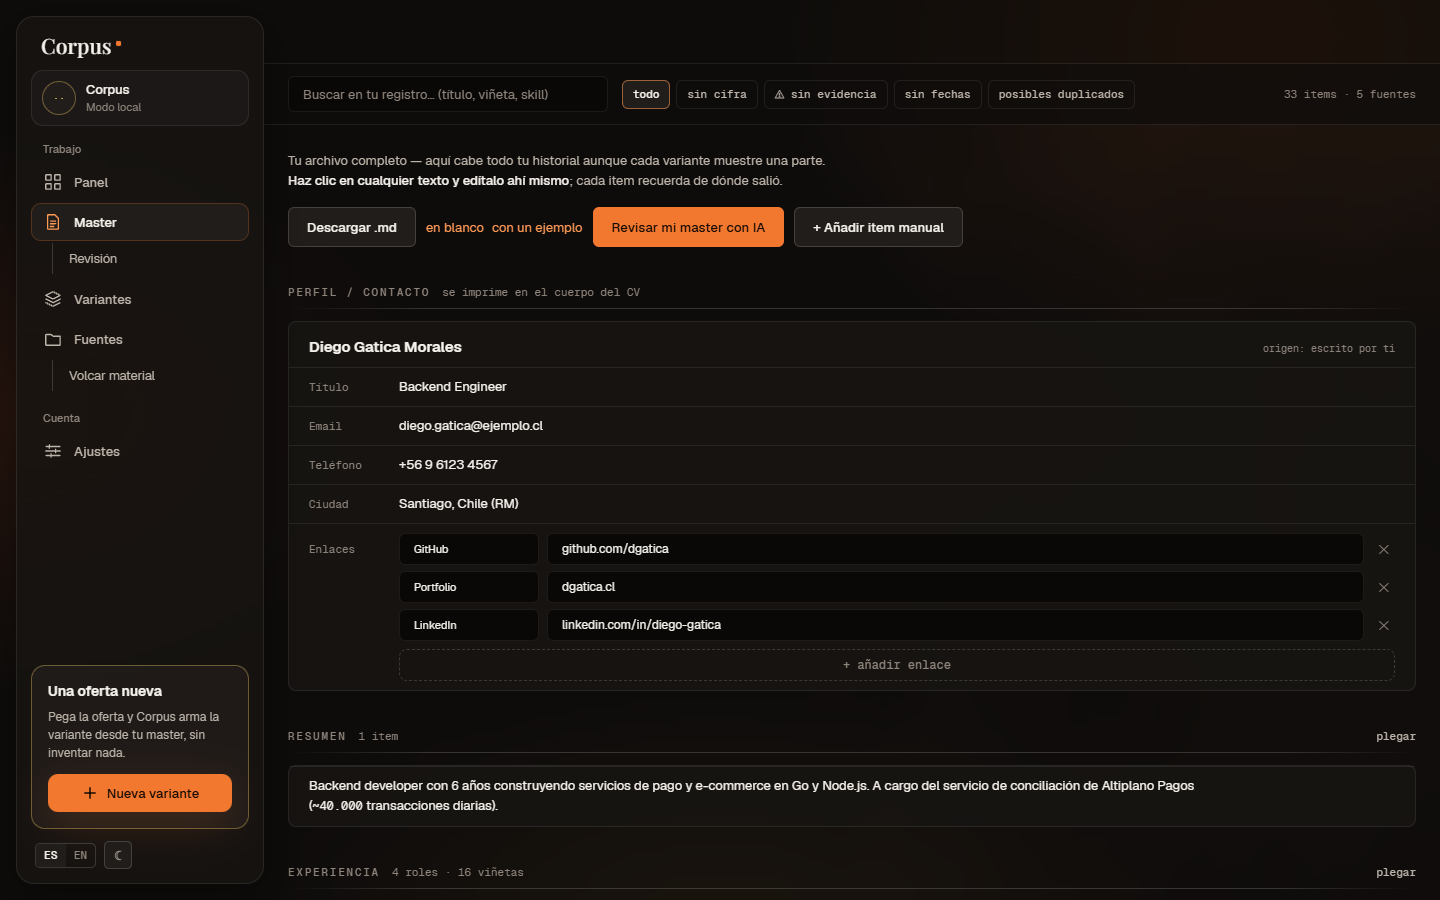 Corpus
Corpus
Modo local
Trabajo
Panel
Master
Revisión
Variantes
Fuentes
Volcar material
Cuenta
Ajustes
Una oferta nueva
Pega la oferta y Corpus arma la
variante desde tu master, sin
inventar nada.
+ Nueva variante
ES EN
Buscar en tu registro… (título, viñeta, skill)
todo
sin cifra
⚠ sin evidencia
sin fechas
posibles duplicados
33 items · 5 fuentes
Tu archivo completo — aquí cabe todo tu historial aunque cada variante muestre una parte.
Haz clic en cualquier texto y edítalo ahí mismo; cada item recuerda de dónde salió.
Descargar .md
en blanco
con un ejemplo
Revisar mi master con IA
+ Añadir item manual
PERFIL / CONTACTO se imprime en el cuerpo del CV
Diego Gatica Morales
origen: escrito por ti
Título Backend Engineer
Email diego.gatica@ejemplo.cl
Teléfono +56 9 6123 4567
Ciudad Santiago, Chile (RM)
Enlaces GitHub github.com/dgatica
Portfolio dgatica.cl
LinkedIn linkedin.com/in/diego-gatica
+ añadir enlace
RESUMEN 1 item plegar
Backend developer con 6 años construyendo servicios de pago y e-commerce en Go y Node.js. A cargo del servicio de conciliación de Altiplano Pagos
(~40.000 transacciones diarias).
EXPERIENCIA 4 roles · 16 viñetas plegar